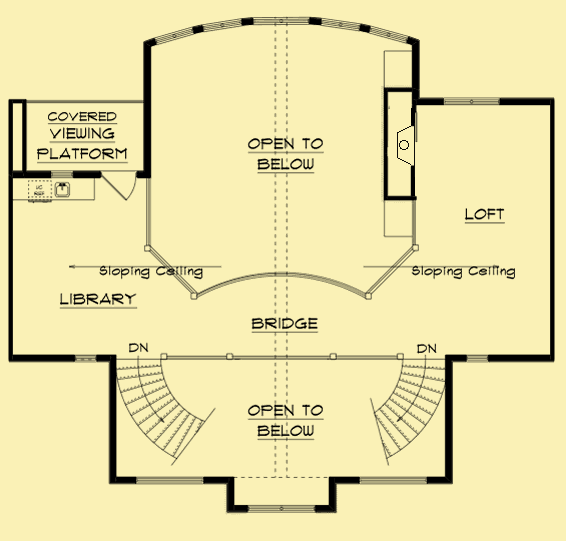 COVERED
VIEWING
PLATFORM
OPEN TO
BELOW
LOFT
Sloping Ceiling
Sloping Ceiling
LIBRARY
BRIDGE
DN
DN
OPEN TO
BELOW